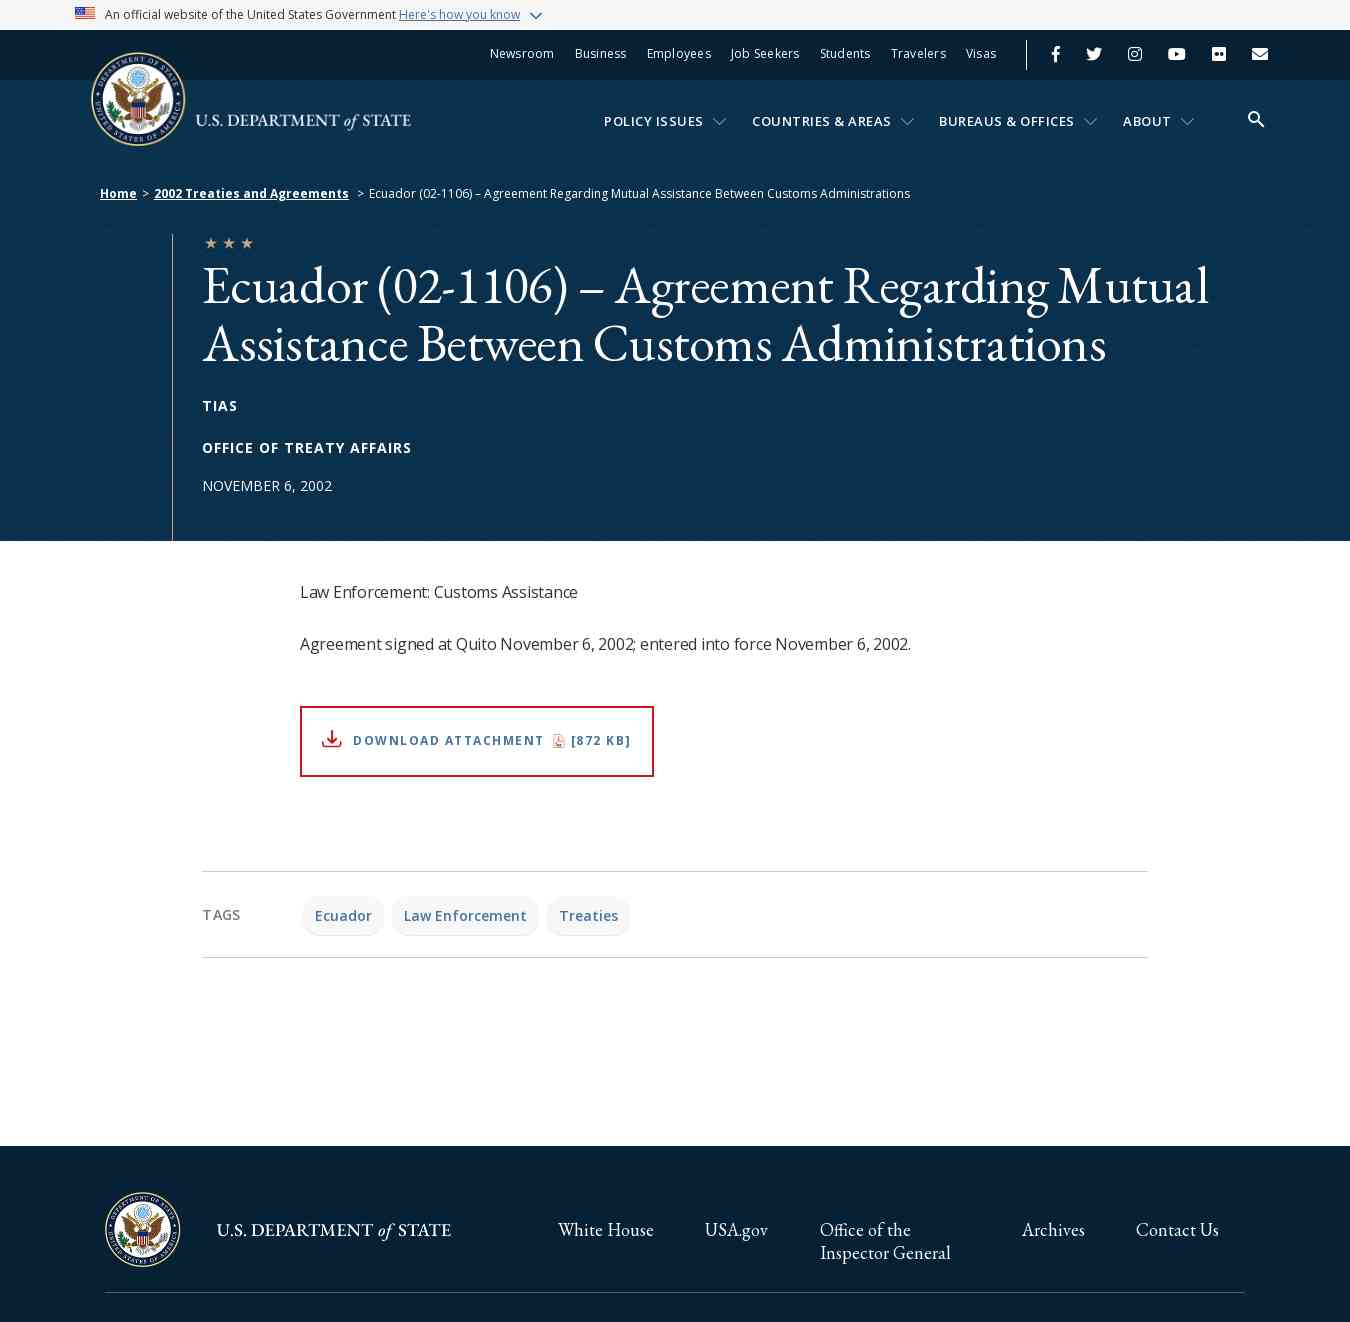 An official website of the United States Government Here's how you know
Newsroom Business Employees Job Seekers Students Travelers Visas
U.S. DEPARTMENT of STATE
POLICY ISSUES COUNTRIES & AREAS BUREAUS & OFFICES ABOUT
Home > 2002 Treaties and Agreements > Ecuador (02-1106) – Agreement Regarding Mutual Assistance Between Customs Administrations
Ecuador (02-1106) – Agreement Regarding Mutual
Assistance Between Customs Administrations
TIAS
OFFICE OF TREATY AFFAIRS
NOVEMBER 6, 2002
Law Enforcement: Customs Assistance
Agreement signed at Quito November 6, 2002; entered into force November 6, 2002.
DOWNLOAD ATTACHMENT [872 KB]
TAGS Ecuador Law Enforcement Treaties
U.S. DEPARTMENT of STATE
White House USA.gov Office of the Archives Contact Us
Inspector General